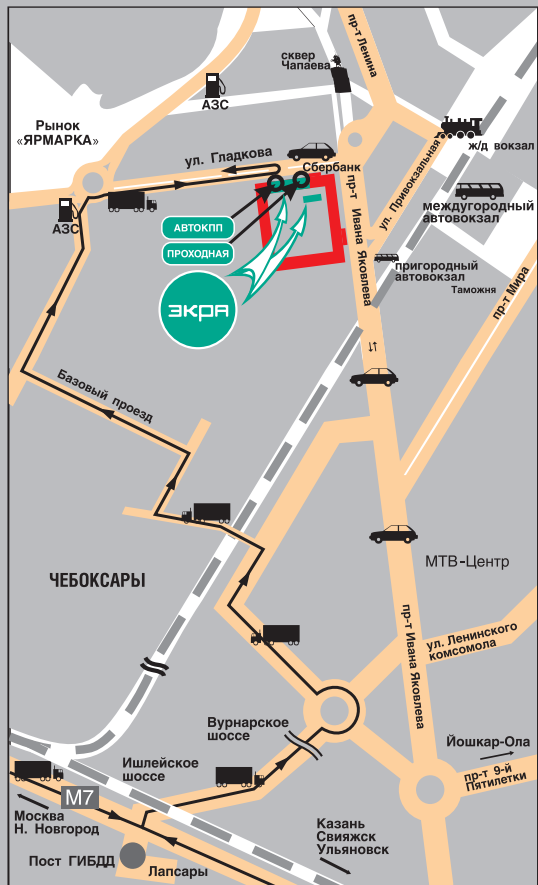 пр-т Ленина
сквер
Чапаева
АЗС
Рынок
«ЯРМАРКА»
ул. Гладкова
Сбербанк
ж/д вокзал
ул. Привокзальная
междугородный
автовокзал
АЗС
АВТОКПП
ПРОХОДНАЯ
пр-т Ивана Яковлева
пригородный
автовокзал
Таможня
пр-т Мира
ЭКРА
Базовый проезд
МТВ-Центр
ЧЕБОКСАРЫ
пр-т Ивана Яковлева
ул. Ленинского
комсомола
Вурнарское
шоссе
Йошкар-Ола
Ишлейское
шоссе
пр-т 9-й
Пятилетки
М7
Москва
Н. Новгород
Казань
Свияжск
Ульяновск
Пост ГИБДД
Лапсары